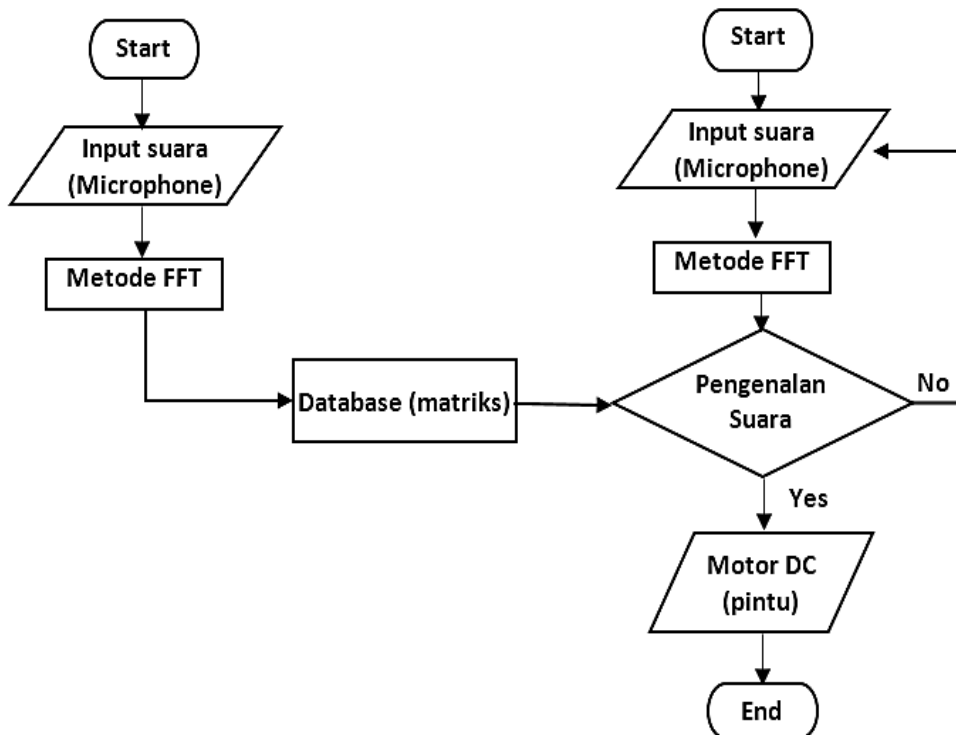 Start
Input suara
(Microphone)
Metode FFT
Database (matriks)
Start
Input suara
(Microphone)
Metode FFT
Pengenalan
Suara
No
Yes
Motor DC
(pintu)
End